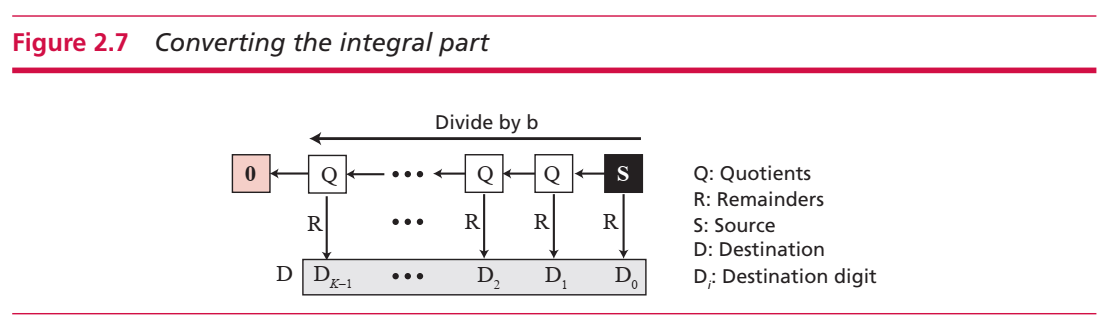 Figure 2.7 Converting the integral part
Divide by b
0 Q ••• Q Q S
R ••• R R R
D D_{K–1} ••• D_2 D_1 D_0
Q: Quotients
R: Remainders
S: Source
D: Destination
D_i: Destination digit